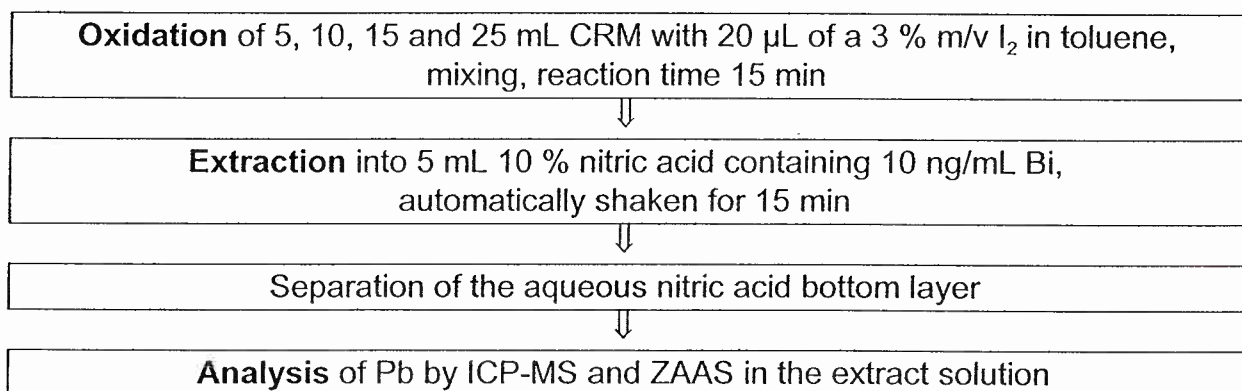 Oxidation of 5, 10, 15 and 25 mL CRM with 20 µL of a 3 % m/v I₂ in toluene,
mixing, reaction time 15 min
⇓
Extraction into 5 mL 10 % nitric acid containing 10 ng/mL Bi,
automatically shaken for 15 min
⇓
Separation of the aqueous nitric acid bottom layer
⇓
Analysis of Pb by ICP-MS and ZAAS in the extract solution